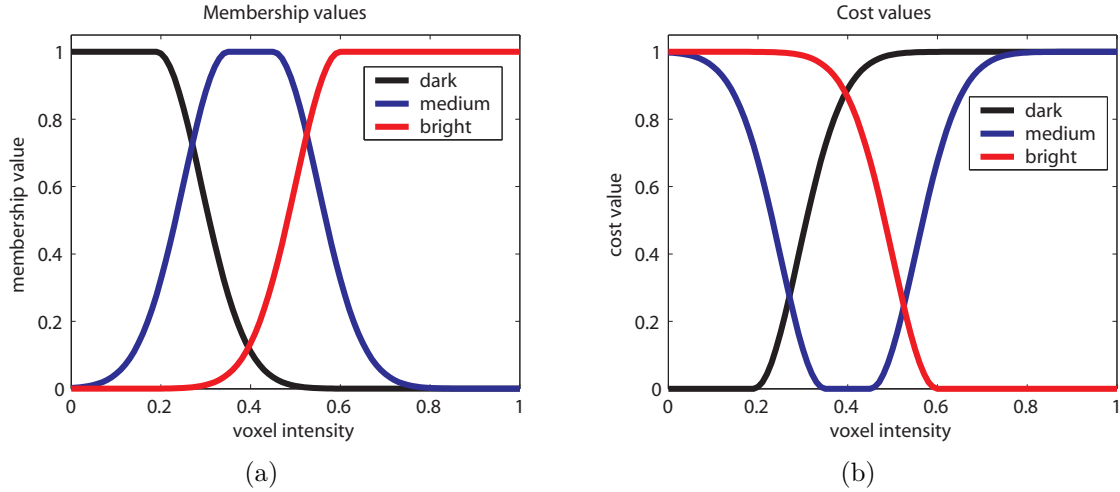 Membership values
1
0.8
0.6
0.4
0.2
0
membership value
dark
medium
bright
0 0.2 0.4 0.6 0.8 1
voxel intensity
(a)
Cost values
1
0.8
0.6
0.4
0.2
0
cost value
dark
medium
bright
0 0.2 0.4 0.6 0.8 1
voxel intensity
(b)